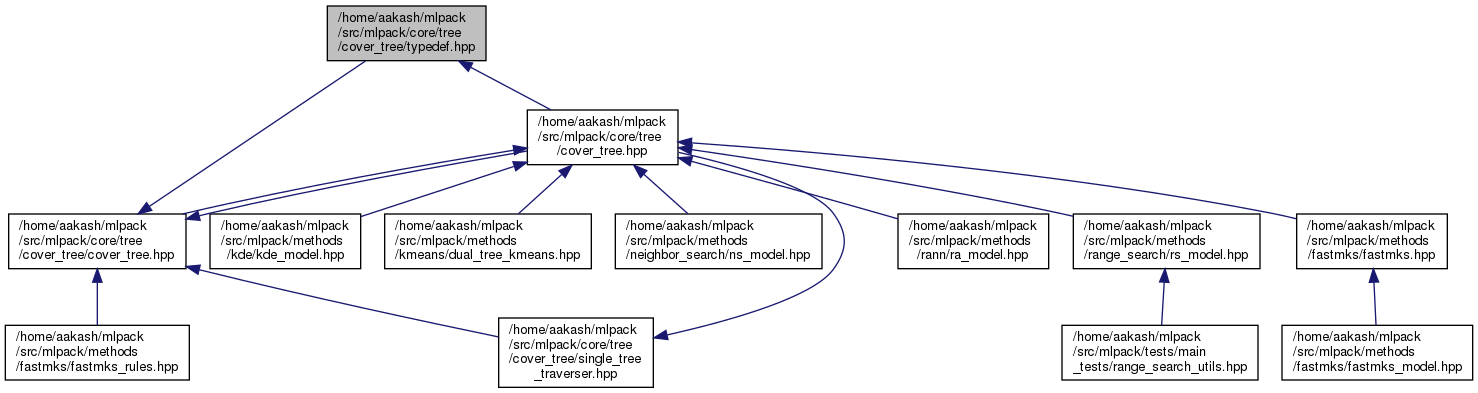 /home/aakash/mlpack
/src/mlpack/core/tree
/cover_tree/typedef.hpp
/home/aakash/mlpack
/src/mlpack/core/tree
/cover_tree.hpp
/home/aakash/mlpack
/src/mlpack/core/tree
/cover_tree/cover_tree.hpp
/home/aakash/mlpack
/src/mlpack/methods
/kde/kde_model.hpp
/home/aakash/mlpack
/src/mlpack/methods
/kmeans/dual_tree_kmeans.hpp
/home/aakash/mlpack
/src/mlpack/methods
/neighbor_search/ns_model.hpp
/home/aakash/mlpack
/src/mlpack/methods
/rann/ra_model.hpp
/home/aakash/mlpack
/src/mlpack/methods
/range_search/rs_model.hpp
/home/aakash/mlpack
/src/mlpack/methods
/fastmks/fastmks.hpp
/home/aakash/mlpack
/src/mlpack/methods
/fastmks/fastmks_rules.hpp
/home/aakash/mlpack
/src/mlpack/core/tree
/cover_tree/single_tree
_traverser.hpp
/home/aakash/mlpack
/src/mlpack/tests/main
_tests/range_search_utils.hpp
/home/aakash/mlpack
/src/mlpack/methods
/fastmks/fastmks_model.hpp